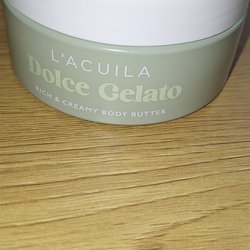 L'ACUILA
Dolce Gelato
RICH & CREAMY BODY BUTTER